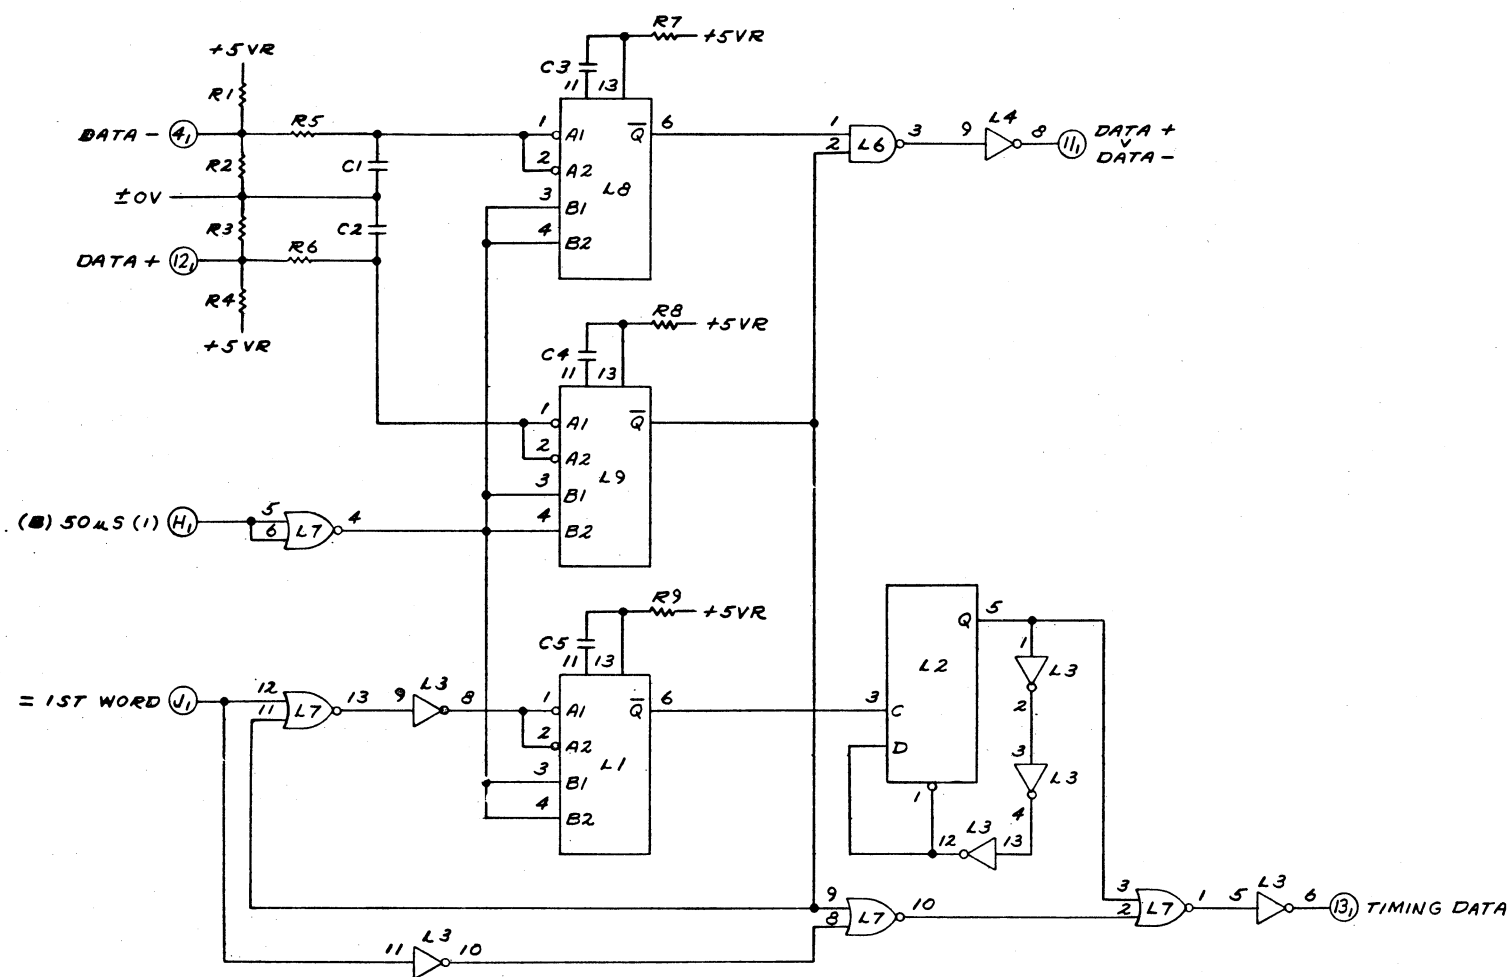 R7
+5VR
C3
11 13
+5VR
R1
DATA - 4₁
R5
R2
C1
±0V
R3
C2
DATA + 12₁
R6
R4
+5VR
1 A1
2 A2
3 B1
4 B2
L8
Q̅ 6
1
2
L6
3
9
L4
8
11₁
DATA +
V
DATA -
R8
+5VR
C4
11 13
1 A1
2 A2
3 B1
4 B2
L9
Q̅
(B) 50μS (1) H₁
5
6
L7
4
R9
+5VR
C5
11 13
= 1ST WORD J₁
12
11
L7
13
9
L3
8
1 A1
2 A2
3 B1
4 B2
L1
Q̅ 6
3 C
D
L2
Q 5
1
1
L3
2
3
L3
4
13
L3
12
11
L3
10
9
8
L7
10
3
2
L7
1
5
L3
6
13₁ TIMING DATA